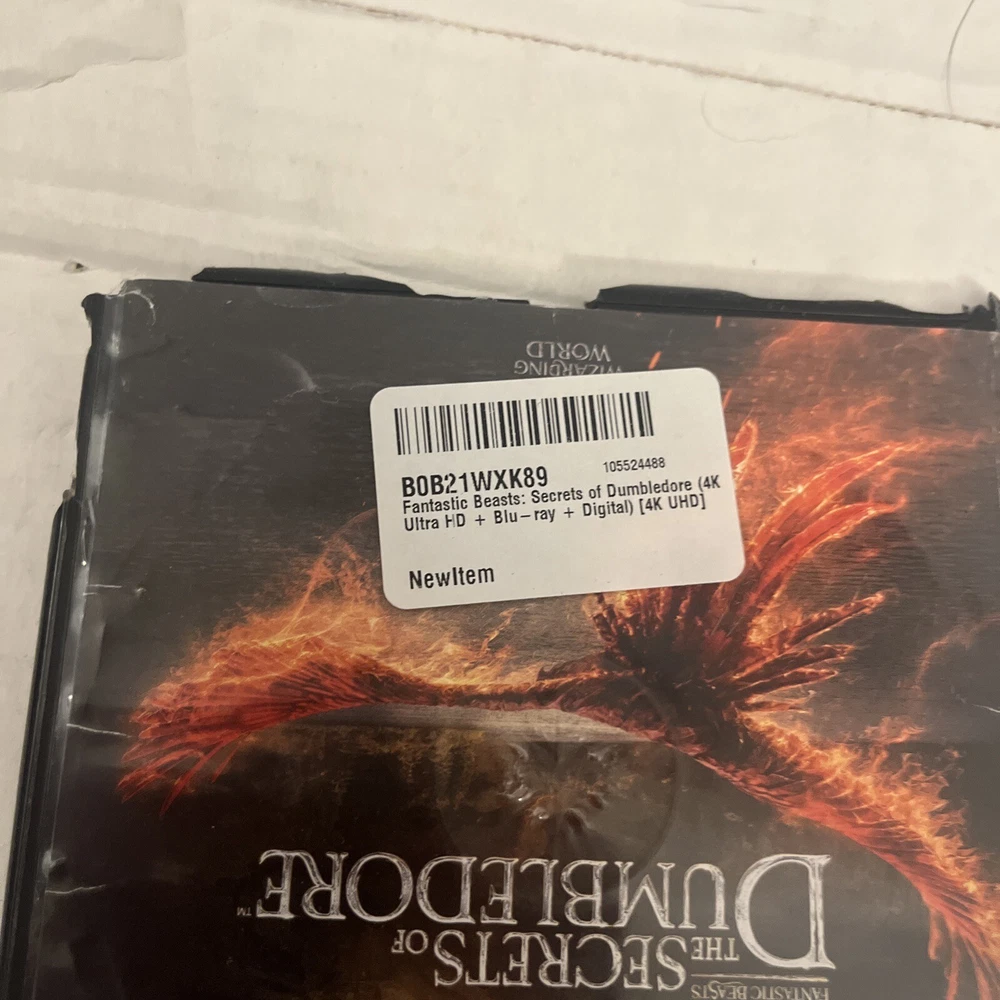 B0B21WXK89 105524488
Fantastic Beasts: Secrets of Dumbledore (4K
Ultra HD + Blu-ray + Digital) [4K UHD]
NewItem
FANTASTIC BEASTS
THE SECRETS OF
DUMBLEDORE™
WIZARDING
WORLD